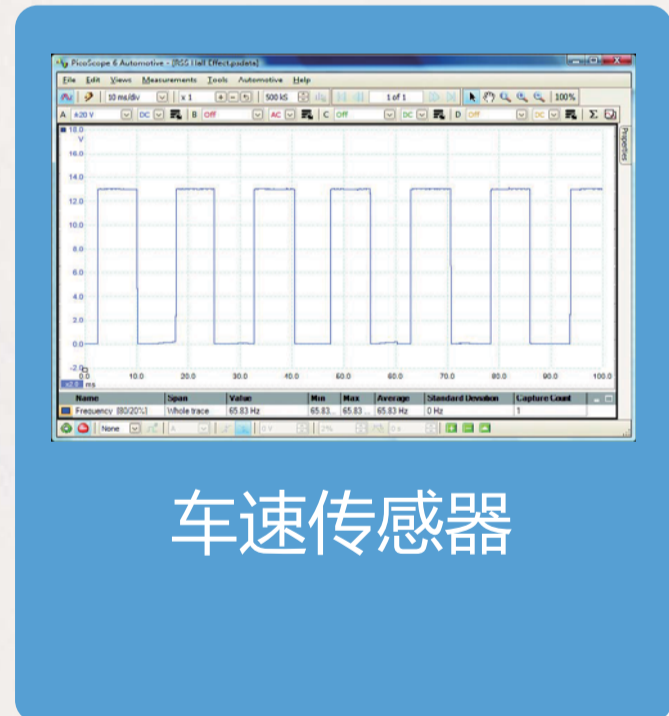 PicoScope 6 Automotive - [RSS Hall Effect.psdata]
File Edit Views Measurements Tools Automotive Help
10 ms/div x 1 500 kS 1 of 1 100%
A ±20 V DC B Off AC C Off DC D Off DC Σ
18.0
V
16.0
14.0
12.0
10.0
8.0
6.0
4.0
2.0
0.0
-2.0
0.0 10.0 20.0 30.0 40.0 50.0 60.0 70.0 80.0 90.0 100.0
x1.0 ms
Properties
Name Span Value Min Max Average Standard Deviation Capture Count
Frequency [80/20%] Whole trace 65.83 Hz 65.83... 65.83 ... 65.83 Hz 0 Hz 1
None A 0 V 2% 0 s
车速传感器